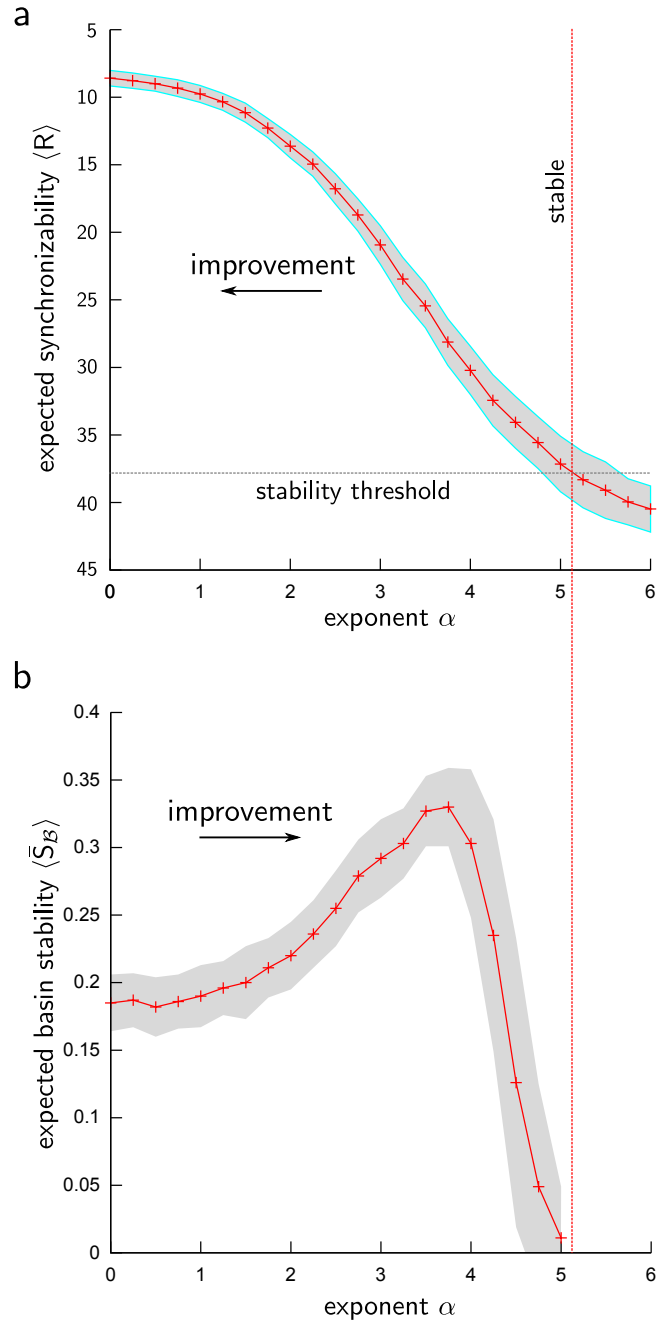 a
5
10
15
20
25
30
35
40
45
expected synchronizability ⟨R⟩
improvement
stable
stability threshold
0 1 2 3 4 5 6
exponent α
b
0.4
0.35
0.3
0.25
0.2
0.15
0.1
0.05
0
expected basin stability ⟨S̄_ℬ⟩
improvement
0 1 2 3 4 5 6
exponent α